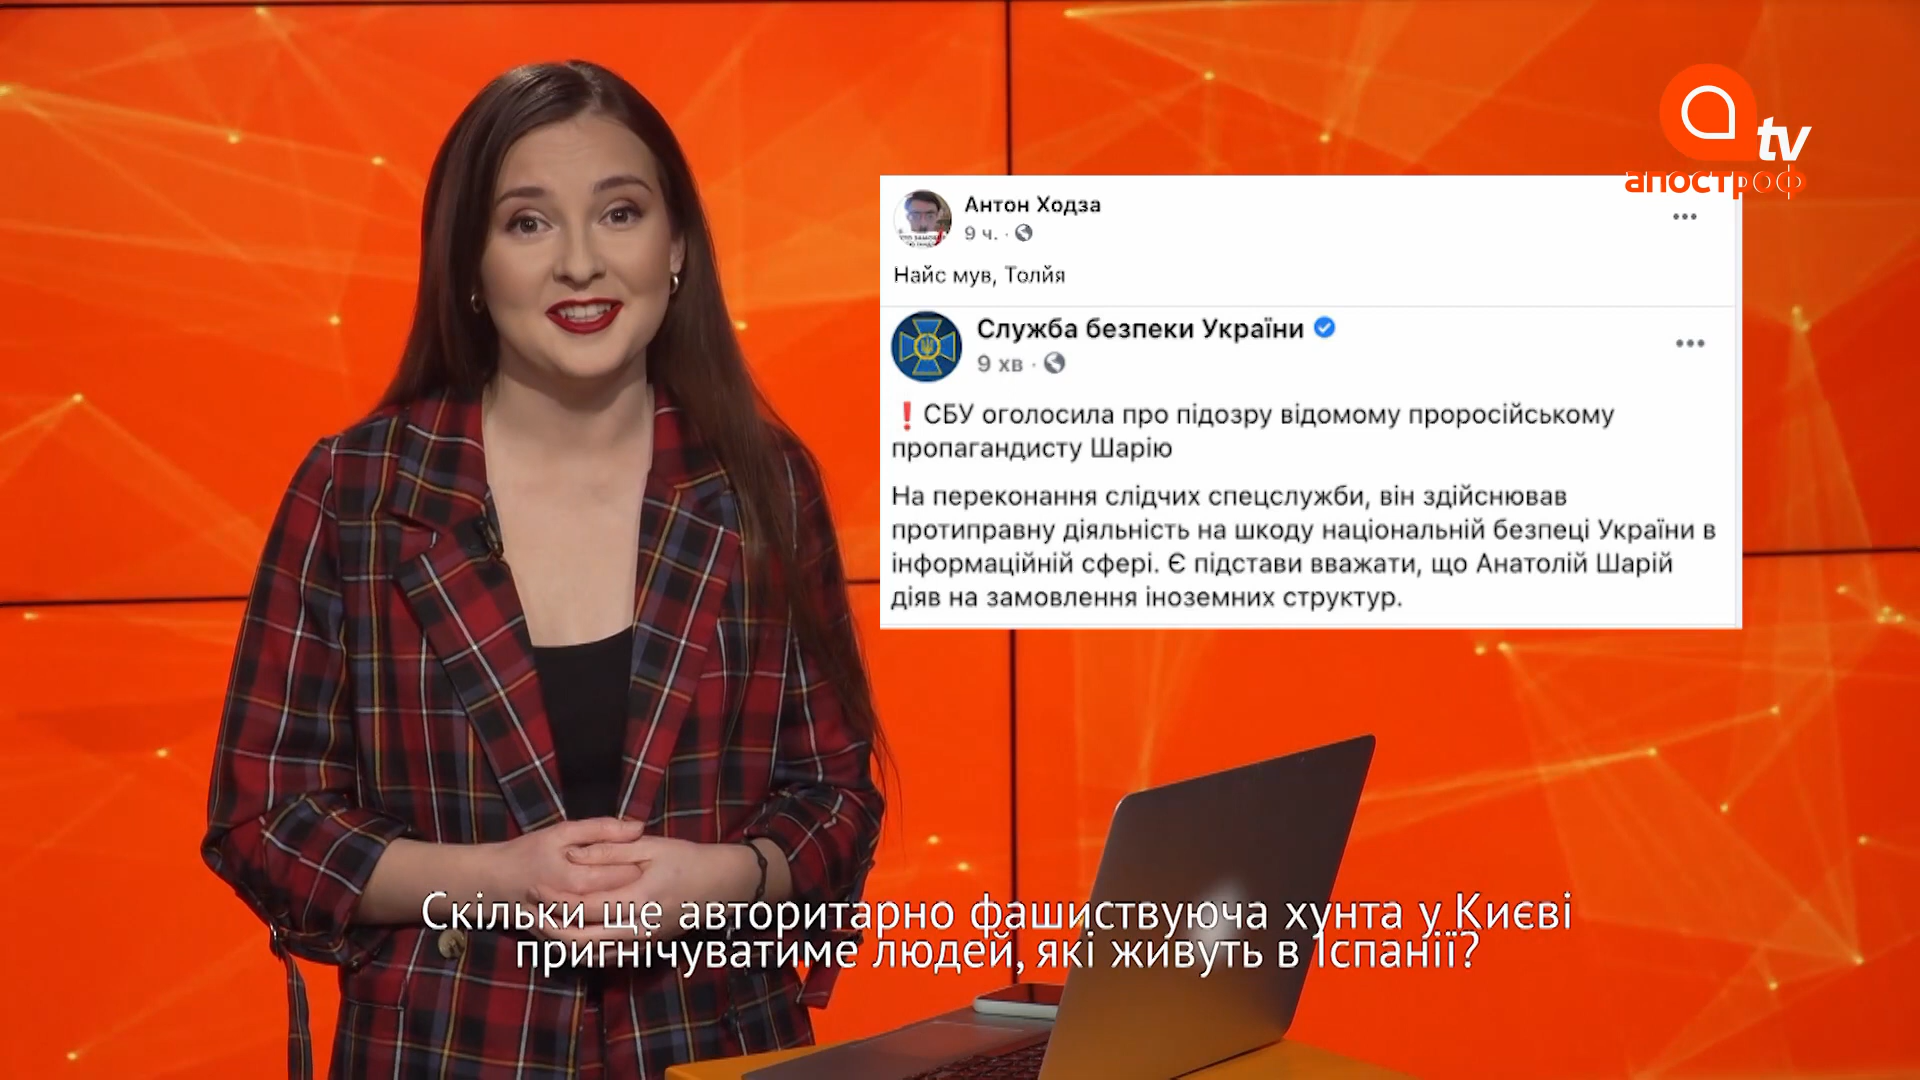 tv
апостроф
Антон Ходза
9 ч. ·
Найс мув, Толйя
Служба безпеки України
9 хв ·
❗СБУ оголосила про підозру відомому проросійському
пропагандисту Шарію
На переконання слідчих спецслужби, він здійснював
протиправну діяльність на шкоду національній безпеці України в
інформаційній сфері. Є підстави вважати, що Анатолій Шарій
діяв на замовлення іноземних структур.
Скільки ще авторитарно фашиствуюча хунта у Києві
пригнічуватиме людей, які живуть в Іспанії?